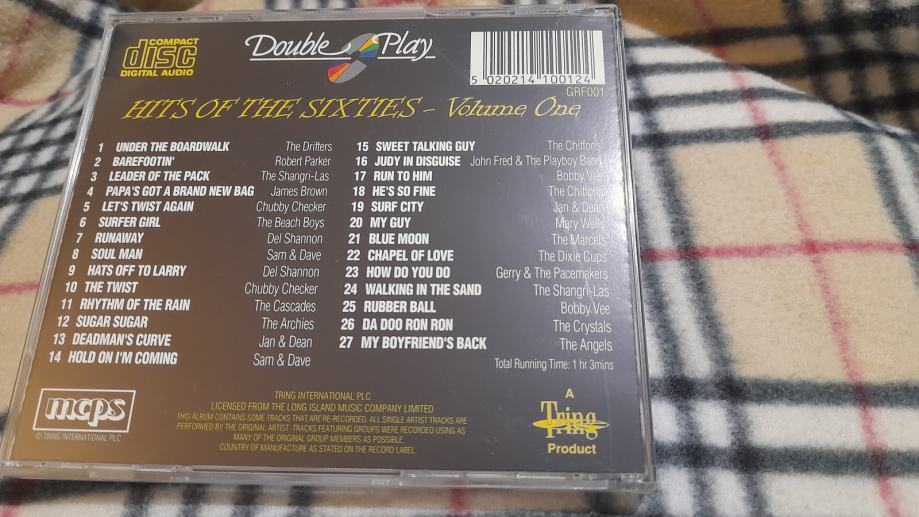 COMPACT
disc
DIGITAL AUDIO
Double Play
5 020214 100124
GRF001
HITS OF THE SIXTIES - Volume One
1 UNDER THE BOARDWALK The Drifters
2 BAREFOOTIN' Robert Parker
3 LEADER OF THE PACK The Shangri-Las
4 PAPA'S GOT A BRAND NEW BAG James Brown
5 LET'S TWIST AGAIN Chubby Checker
6 SURFER GIRL The Beach Boys
7 RUNAWAY Del Shannon
8 SOUL MAN Sam & Dave
9 HATS OFF TO LARRY Del Shannon
10 THE TWIST Chubby Checker
11 RHYTHM OF THE RAIN The Cascades
12 SUGAR SUGAR The Archies
13 DEADMAN'S CURVE Jan & Dean
14 HOLD ON I'M COMING Sam & Dave
15 SWEET TALKING GUY The Chiffons
16 JUDY IN DISGUISE John Fred & The Playboy Band
17 RUN TO HIM Bobby Vee
18 HE'S SO FINE The Chiffons
19 SURF CITY Jan & Dean
20 MY GUY Mary Wells
21 BLUE MOON The Marcels
22 CHAPEL OF LOVE The Dixie Cups
23 HOW DO YOU DO Gerry & The Pacemakers
24 WALKING IN THE SAND The Shangri-Las
25 RUBBER BALL Bobby Vee
26 DA DOO RON RON The Crystals
27 MY BOYFRIEND'S BACK The Angels
Total Running Time: 1 hr 3mins
mcps
© TRING INTERNATIONAL PLC
TRING INTERNATIONAL PLC
LICENSED FROM THE LONG ISLAND MUSIC COMPANY LIMITED
THIS ALBUM CONTAINS SOME TRACKS THAT ARE RE-RECORDED. ALL SINGLE ARTIST TRACKS ARE
PERFORMED BY THE ORIGINAL ARTIST. TRACKS FEATURING GROUPS WERE RECORDED USING AS
MANY OF THE ORIGINAL GROUP MEMBERS AS POSSIBLE.
COUNTRY OF MANUFACTURE AS STATED ON THE RECORD LABEL.
A
Tring
Tring
Product